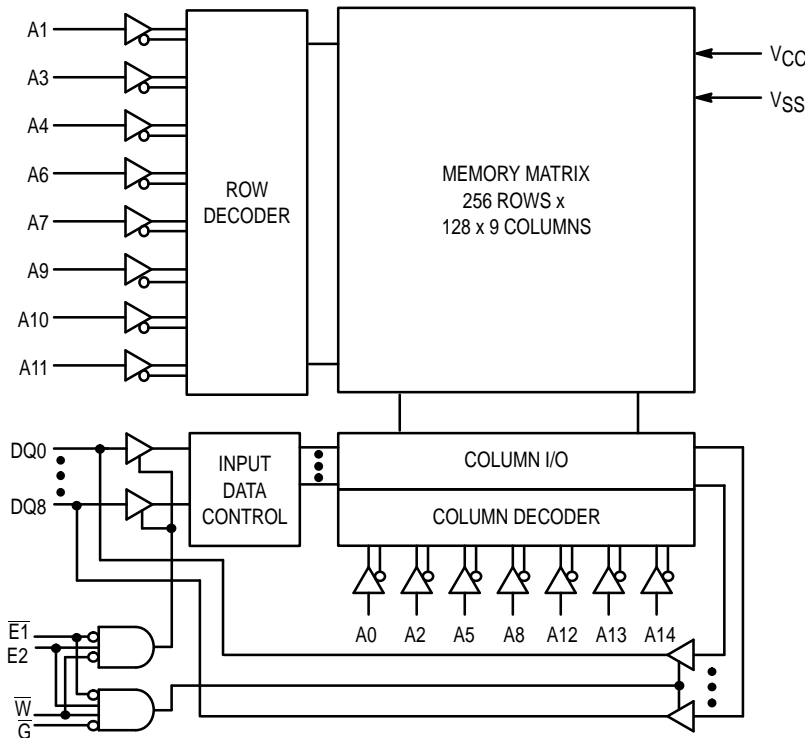 A1
A3
A4
A6
A7
A9
A10
A11
ROW
DECODER
MEMORY MATRIX
256 ROWS x
128 x 9 COLUMNS
VCC
VSS
DQ0
DQ8
INPUT
DATA
CONTROL
COLUMN I/O
COLUMN DECODER
A0 A2 A5 A8 A12 A13 A14
E1
E2
W
G